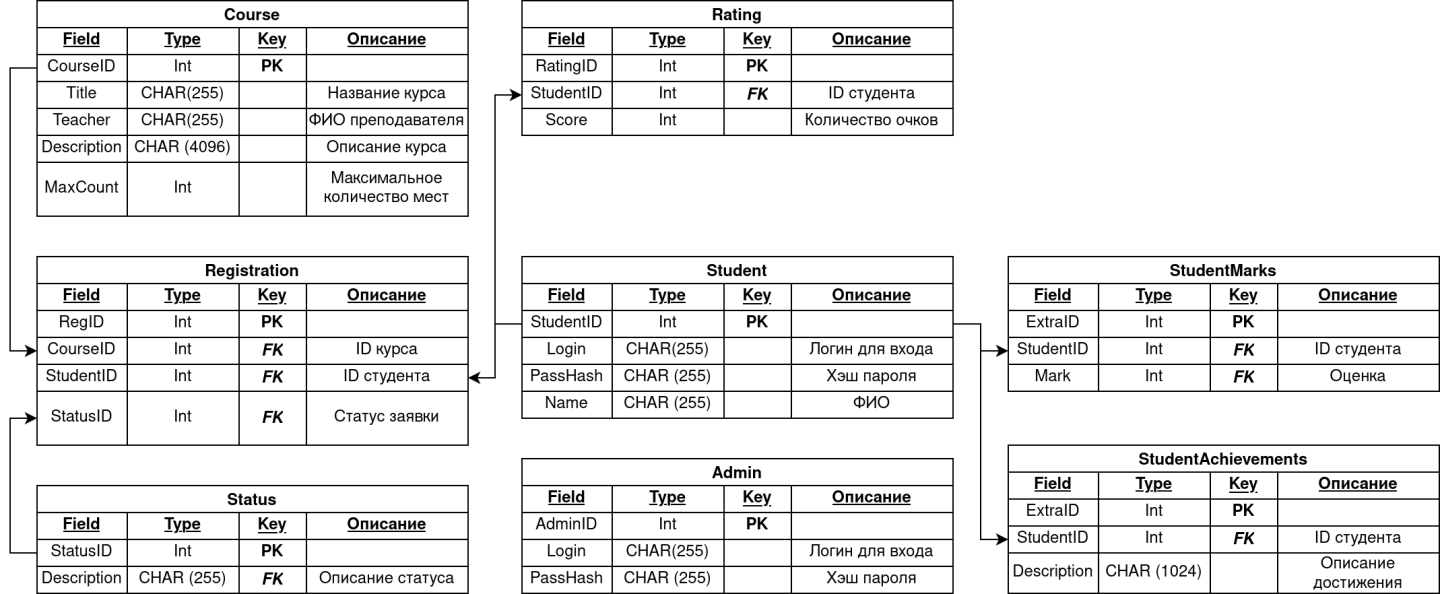 Course
Field Type Key Описание
CourseID Int PK
Title CHAR(255) Название курса
Teacher CHAR(255) ФИО преподавателя
Description CHAR (4096) Описание курса
MaxCount Int Максимальное
количество мест
Rating
Field Type Key Описание
RatingID Int PK
StudentID Int FK ID студента
Score Int Количество очков
Registration
Field Type Key Описание
RegID Int PK
CourseID Int FK ID курса
StudentID Int FK ID студента
StatusID Int FK Статус заявки
Student
Field Type Key Описание
StudentID Int PK
Login CHAR(255) Логин для входа
PassHash CHAR (255) Хэш пароля
Name CHAR (255) ФИО
StudentMarks
Field Type Key Описание
ExtraID Int PK
StudentID Int FK ID студента
Mark Int FK Оценка
Status
Field Type Key Описание
StatusID Int PK
Description CHAR (255) FK Описание статуса
Admin
Field Type Key Описание
AdminID Int PK
Login CHAR(255) Логин для входа
PassHash CHAR (255) Хэш пароля
StudentAchievements
Field Type Key Описание
ExtraID Int PK
StudentID Int FK ID студента
Description CHAR (1024) Описание
достижения